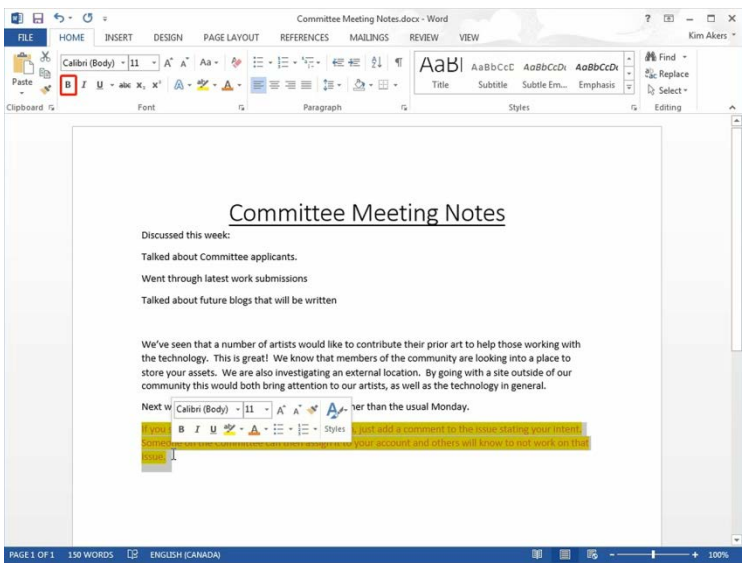 Committee Meeting Notes.docx - Word
FILE HOME INSERT DESIGN PAGE LAYOUT REFERENCES MAILINGS REVIEW VIEW Kim Akers
Calibri (Body) 11 Aa
Paste
B I U abc x₂ x² A
AaBl AaBbCcC AaBbCcDc AaBbCcDc
Title Subtitle Subtle Em... Emphasis
Find
Replace
Select
Clipboard Font Paragraph Styles Editing
Committee Meeting Notes
Discussed this week:
Talked about Committee applicants.
Went through latest work submissions
Talked about future blogs that will be written
We've seen that a number of artists would like to contribute their prior art to help those working with
the technology. This is great! We know that members of the community are looking into a place to
store your assets. We are also investigating an external location. By going with a site outside of our
community this would both bring attention to our artists, as well as the technology in general.
Next w her than the usual Monday.
Calibri (Body) 11
B I U A Styles
If you s , just add a comment to the issue stating your intent.
Someone on the Committee can then assign it to your account and others will know to not work on that
issue.
PAGE 1 OF 1 150 WORDS ENGLISH (CANADA) 100%